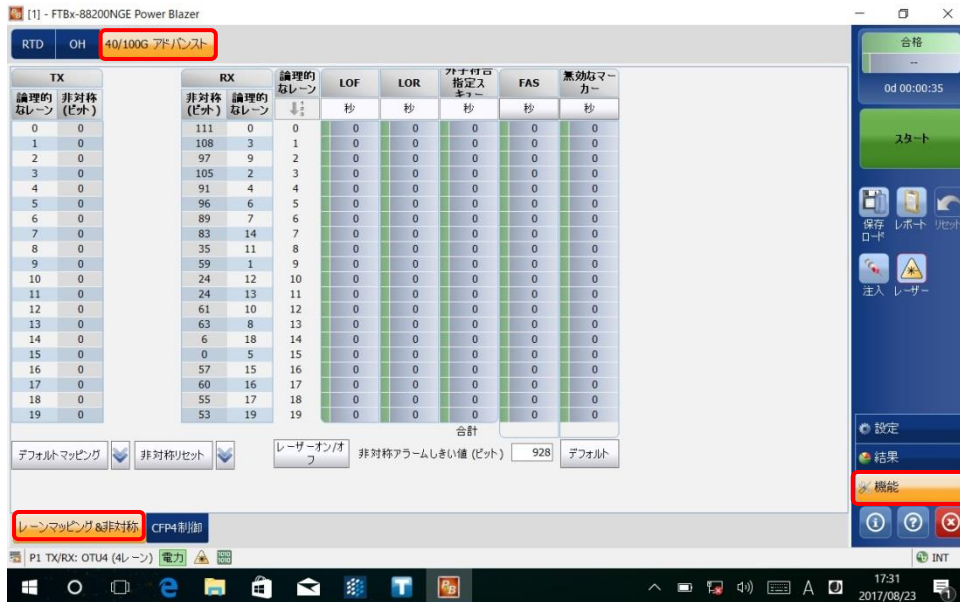 [1] - FTBx-88200NGE Power Blazer
RTD OH 40/100G アドバンスト
TX RX 論理的なレーン LOF LOR 指定ス FAS 無効なマーカー
論理的なレーン 非対称(ビット) 非対称(ビット) 論理的なレーン 秒 秒 秒 秒 秒
0 0 111 0 0 0 0 0 0 0
1 0 108 3 1 0 0 0 0 0
2 0 97 9 2 0 0 0 0 0
3 0 105 2 3 0 0 0 0 0
4 0 91 4 4 0 0 0 0 0
5 0 96 6 5 0 0 0 0 0
6 0 89 7 6 0 0 0 0 0
7 0 83 14 7 0 0 0 0 0
8 0 35 11 8 0 0 0 0 0
9 0 59 1 9 0 0 0 0 0
10 0 24 12 10 0 0 0 0 0
11 0 24 13 11 0 0 0 0 0
12 0 61 10 12 0 0 0 0 0
13 0 63 8 13 0 0 0 0 0
14 0 6 18 14 0 0 0 0 0
15 0 0 5 15 0 0 0 0 0
16 0 57 15 16 0 0 0 0 0
17 0 60 16 17 0 0 0 0 0
18 0 55 17 18 0 0 0 0 0
19 0 53 19 19 0 0 0 0 0
合計
デフォルトマッピング 非対称リセット レーザーオン/オフ 非対称アラームしきい値 (ビット) 928 デフォルト
レーンマッピング&非対称 CFP4制御
合格
--
0d 00:00:35
スタート
保存ロード レポート リセット
注入 レーザー
設定
結果
機能
P1 TX/RX: OTU4 (4レーン) 電力 INT
A
17:31
2017/08/23